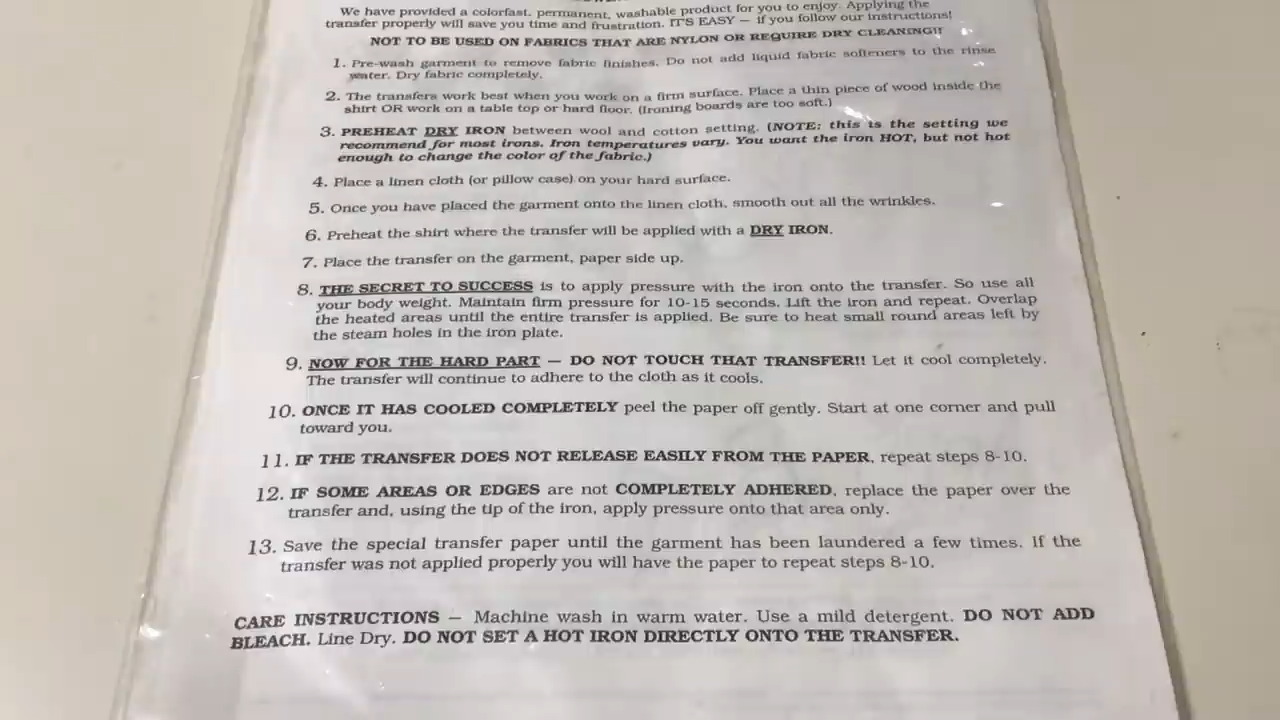 We have provided a colorfast, permanent, washable product for you to enjoy. Applying the
transfer properly will save you time and frustration. IT'S EASY — if you follow our instructions!
NOT TO BE USED ON FABRICS THAT ARE NYLON OR REQUIRE DRY CLEANING!!
1. Pre-wash garment to remove fabric finishes. Do not add liquid fabric softeners to the rinse
water. Dry fabric completely.
2. The transfers work best when you work on a firm surface. Place a thin piece of wood inside the
shirt OR work on a table top or hard floor. (Ironing boards are too soft.)
3. PREHEAT DRY IRON between wool and cotton setting. (NOTE: this is the setting we
recommend for most irons. Iron temperatures vary. You want the iron HOT, but not hot
enough to change the color of the fabric.)
4. Place a linen cloth (or pillow case) on your hard surface.
5. Once you have placed the garment onto the linen cloth, smooth out all the wrinkles.
6. Preheat the shirt where the transfer will be applied with a DRY IRON.
7. Place the transfer on the garment, paper side up.
8. THE SECRET TO SUCCESS is to apply pressure with the iron onto the transfer. So use all
your body weight. Maintain firm pressure for 10-15 seconds. Lift the iron and repeat. Overlap
the heated areas until the entire transfer is applied. Be sure to heat small round areas left by
the steam holes in the iron plate.
9. NOW FOR THE HARD PART — DO NOT TOUCH THAT TRANSFER!! Let it cool completely.
The transfer will continue to adhere to the cloth as it cools.
10. ONCE IT HAS COOLED COMPLETELY peel the paper off gently. Start at one corner and pull
toward you.
11. IF THE TRANSFER DOES NOT RELEASE EASILY FROM THE PAPER, repeat steps 8-10.
12. IF SOME AREAS OR EDGES are not COMPLETELY ADHERED, replace the paper over the
transfer and, using the tip of the iron, apply pressure onto that area only.
13. Save the special transfer paper until the garment has been laundered a few times. If the
transfer was not applied properly you will have the paper to repeat steps 8-10.
CARE INSTRUCTIONS — Machine wash in warm water. Use a mild detergent. DO NOT ADD
BLEACH. Line Dry. DO NOT SET A HOT IRON DIRECTLY ONTO THE TRANSFER.